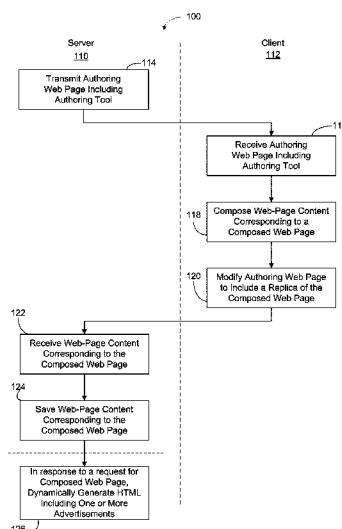 100
Server
110
Client
112
114
Transmit Authoring
Web Page Including
Authoring Tool
11
Receive Authoring
Web Page Including
Authoring Tool
118
Compose Web-Page Content
Corresponding to a
Composed Web Page
120
Modify Authoring Web Page
to Include a Replica of the
Composed Web Page
122
Receive Web-Page Content
Corresponding to the
Composed Web Page
124
Save Web-Page Content
Corresponding to the
Composed Web Page
In response to a request for
Composed Web Page,
Dynamically Generate HTML
Including One or More
Advertisements
126